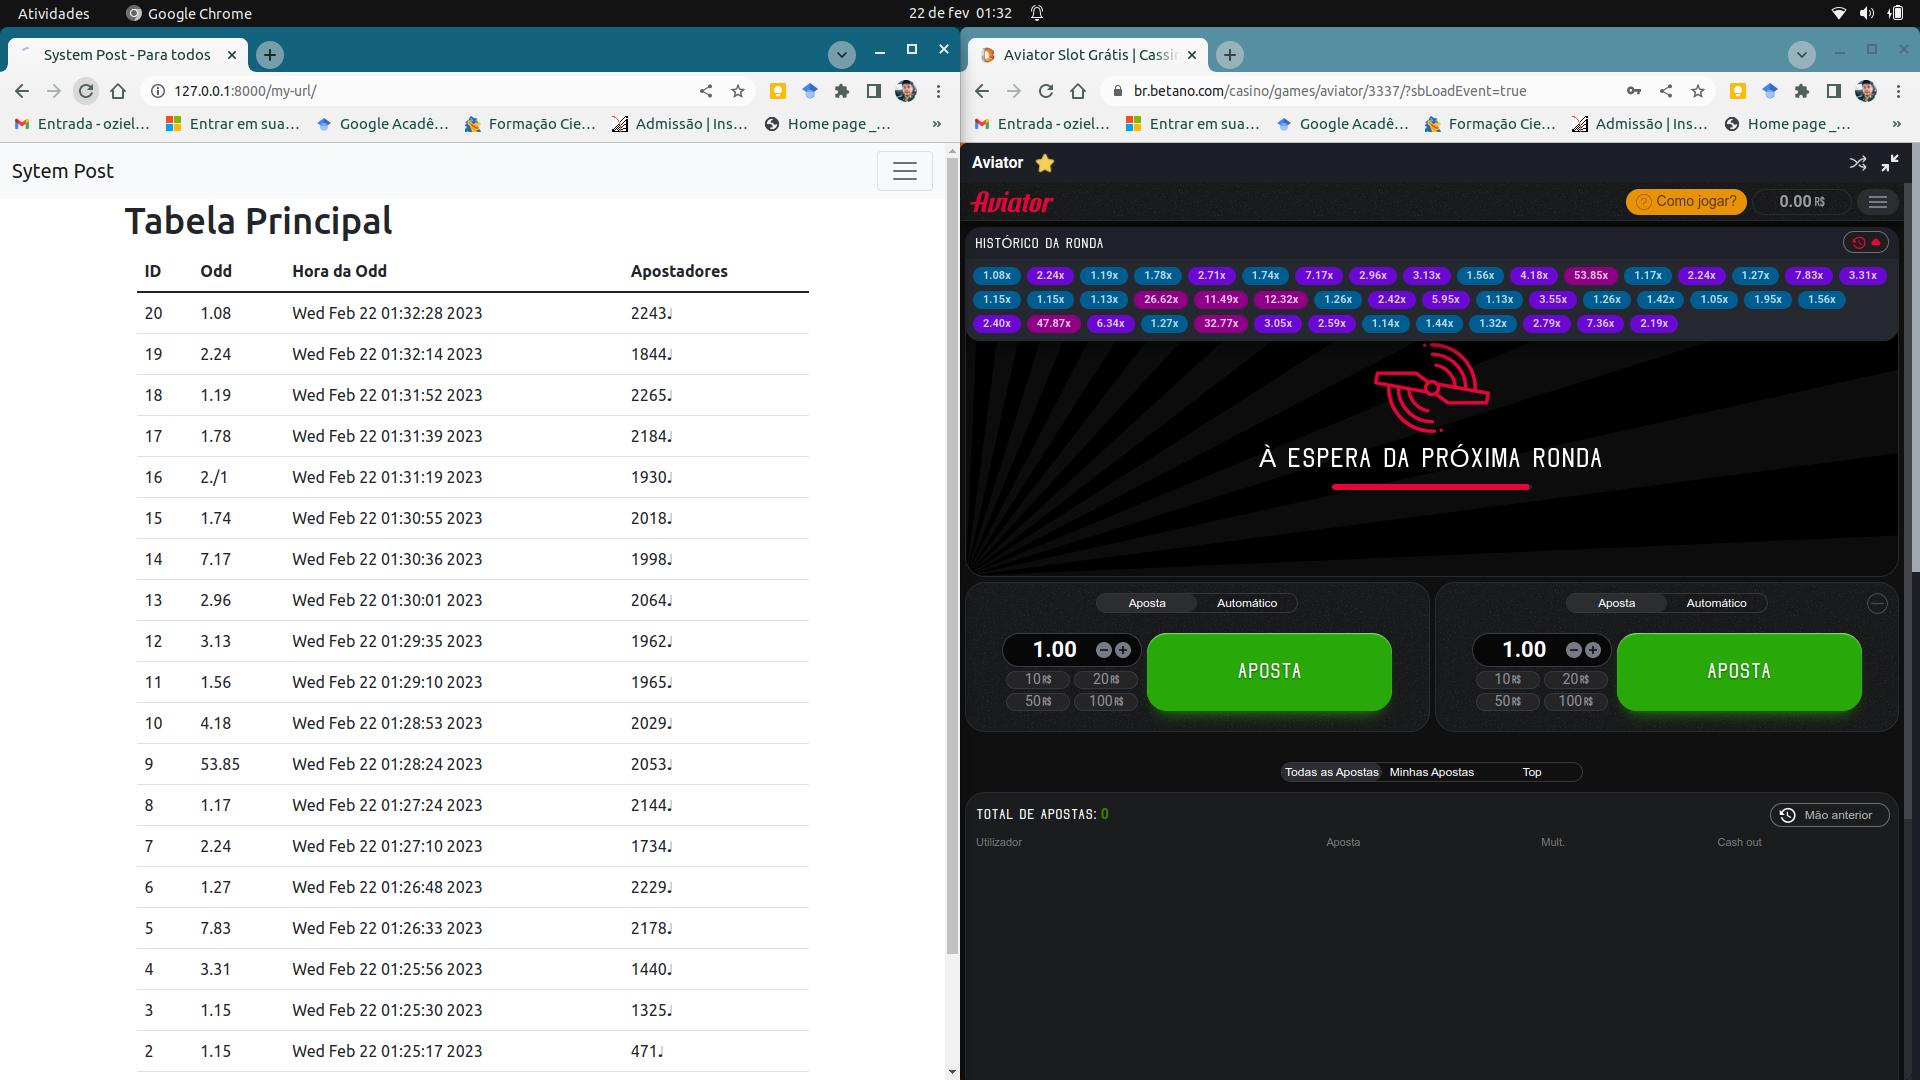 Atividades Google Chrome 22 de fev 01:32
System Post - Para todos
127.0.0.1:8000/my-url/
Entrada - oziel... Entrar em sua... Google Acadê... Formação Cie... Admissão | Ins... Home page _... »
Sytem Post
Tabela Principal
ID Odd Hora da Odd Apostadores
20 1.08 Wed Feb 22 01:32:28 2023 2243
19 2.24 Wed Feb 22 01:32:14 2023 1844
18 1.19 Wed Feb 22 01:31:52 2023 2265
17 1.78 Wed Feb 22 01:31:39 2023 2184
16 2./1 Wed Feb 22 01:31:19 2023 1930
15 1.74 Wed Feb 22 01:30:55 2023 2018
14 7.17 Wed Feb 22 01:30:36 2023 1998
13 2.96 Wed Feb 22 01:30:01 2023 2064
12 3.13 Wed Feb 22 01:29:35 2023 1962
11 1.56 Wed Feb 22 01:29:10 2023 1965
10 4.18 Wed Feb 22 01:28:53 2023 2029
9 53.85 Wed Feb 22 01:28:24 2023 2053
8 1.17 Wed Feb 22 01:27:24 2023 2144
7 2.24 Wed Feb 22 01:27:10 2023 1734
6 1.27 Wed Feb 22 01:26:48 2023 2229
5 7.83 Wed Feb 22 01:26:33 2023 2178
4 3.31 Wed Feb 22 01:25:56 2023 1440
3 1.15 Wed Feb 22 01:25:30 2023 1325
2 1.15 Wed Feb 22 01:25:17 2023 471
Aviator Slot Grátis | Cassi
br.betano.com/casino/games/aviator/3337/?sbLoadEvent=true
Entrada - oziel... Entrar em sua... Google Acadê... Formação Cie... Admissão | Ins... Home page _... »
Aviator
Aviator ? Como jogar? 0.00 R$
HISTÓRICO DA RONDA
1.08x 2.24x 1.19x 1.78x 2.71x 1.74x 7.17x 2.96x 3.13x 1.56x 4.18x 53.85x 1.17x 2.24x 1.27x 7.83x 3.31x
1.15x 1.15x 1.13x 26.62x 11.49x 12.32x 1.26x 2.42x 5.95x 1.13x 3.55x 1.26x 1.42x 1.05x 1.95x 1.56x
2.40x 47.87x 6.34x 1.27x 32.77x 3.05x 2.59x 1.14x 1.44x 1.32x 2.79x 7.36x 2.19x
À ESPERA DA PRÓXIMA RONDA
Aposta Automático Aposta Automático
1.00 APOSTA 1.00 APOSTA
10R$ 20R$ 10R$ 20R$
50R$ 100R$ 50R$ 100R$
Todas as Apostas Minhas Apostas Top
TOTAL DE APOSTAS: 0 Mão anterior
Utilizador Aposta Mult. Cash out